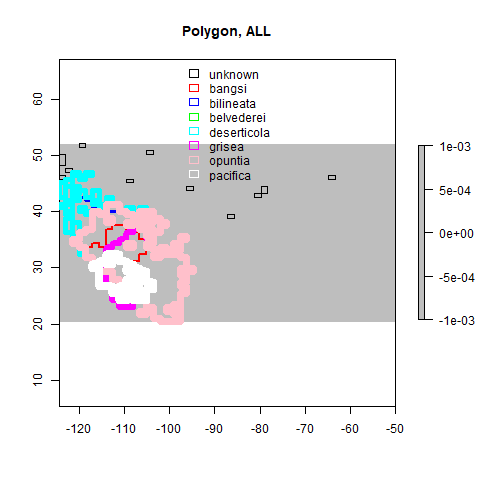 Polygon, ALL
unknown
bangsi
bilineata
belvederei
deserticola
grisea
opuntia
pacifica
60
50
40
30
20
10
-120 -110 -100 -90 -80 -70 -60 -50
1e-03
5e-04
0e+00
-5e-04
-1e-03